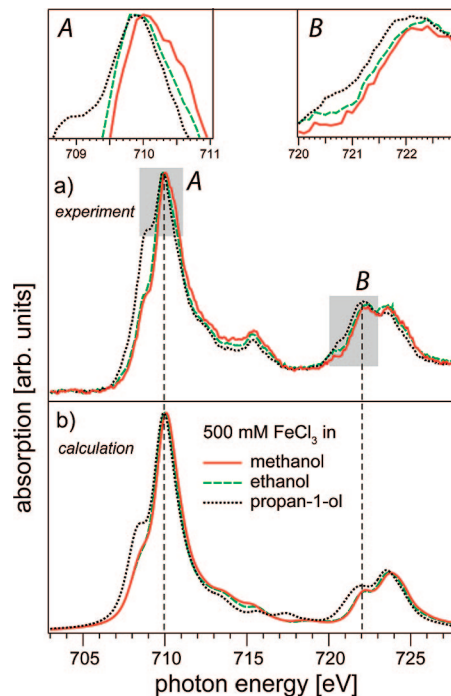 A
B
709 710 711
720 721 722
a)
experiment
A
B
absorption [arb. units]
b)
calculation
500 mM FeCl₃ in
methanol
ethanol
propan-1-ol
705 710 715 720 725
photon energy [eV]